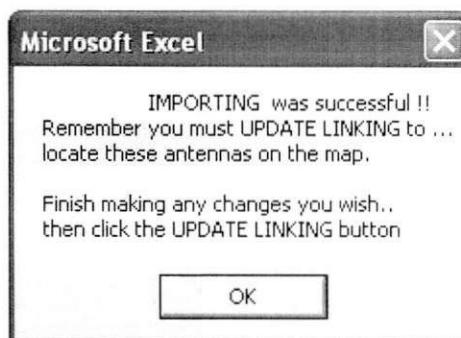 Microsoft Excel
IMPORTING was successful !!
Remember you must UPDATE LINKING to ...
locate these antennas on the map.
Finish making any changes you wish..
then click the UPDATE LINKING button
OK